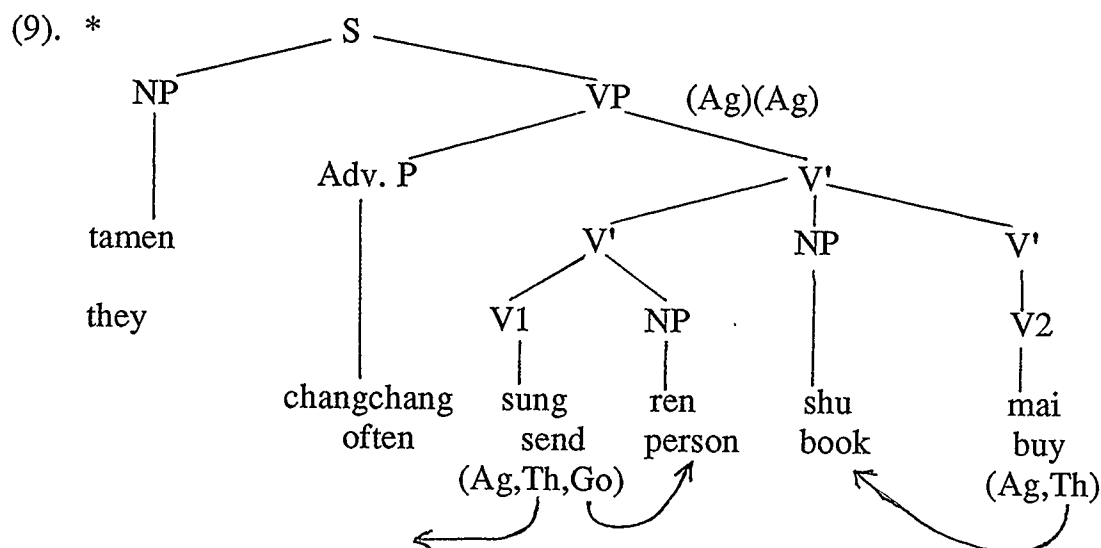 (9). * S
NP VP (Ag)(Ag)
Adv. P V'
tamen V' NP V'
they V1 NP V2
changchang sung ren shu mai
often send person book buy
(Ag,Th,Go) (Ag,Th)